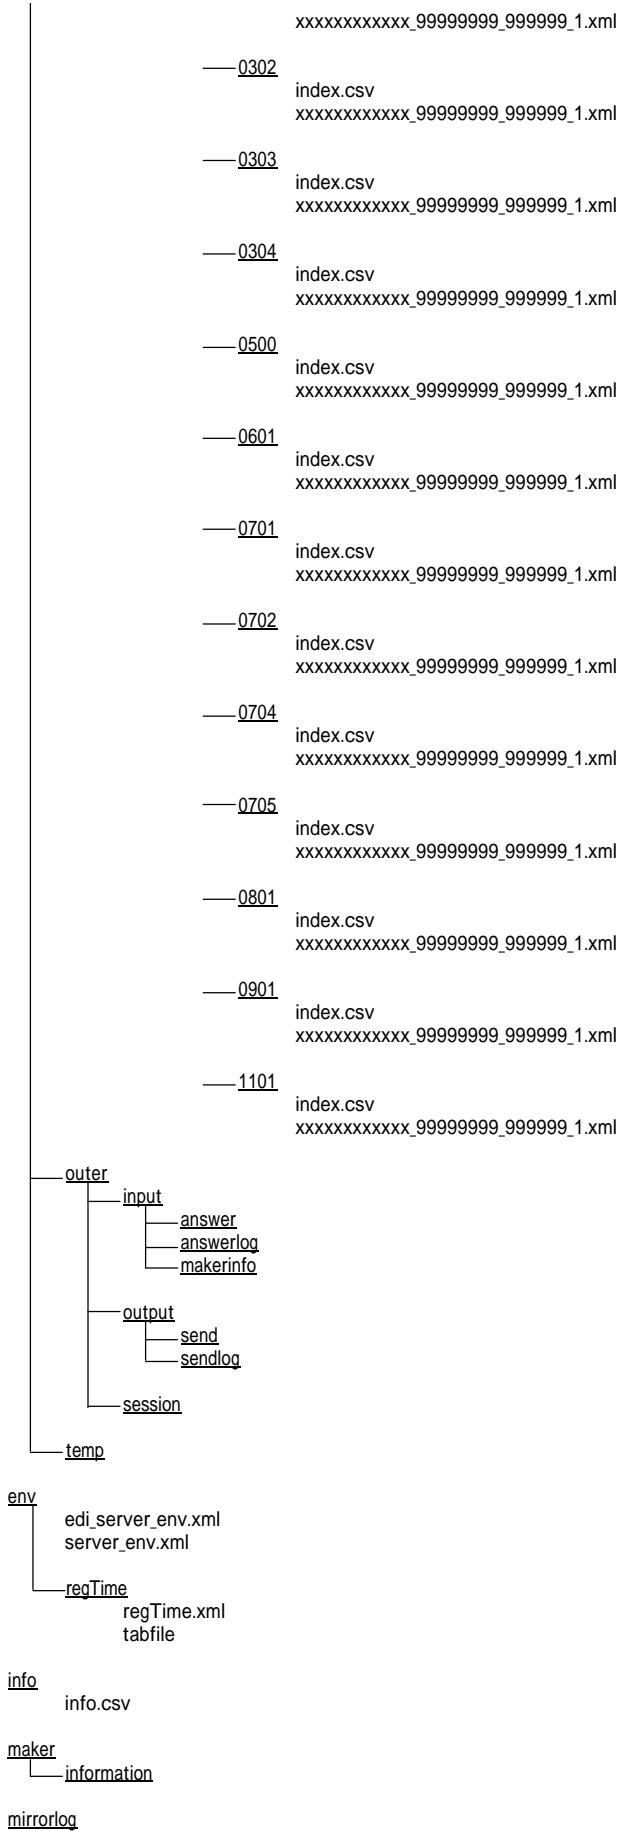 xxxxxxxxxxxx_99999999_999999_1.xml
0302
index.csv
xxxxxxxxxxxx_99999999_999999_1.xml
0303
index.csv
xxxxxxxxxxxx_99999999_999999_1.xml
0304
index.csv
xxxxxxxxxxxx_99999999_999999_1.xml
0500
index.csv
xxxxxxxxxxxx_99999999_999999_1.xml
0601
index.csv
xxxxxxxxxxxx_99999999_999999_1.xml
0701
index.csv
xxxxxxxxxxxx_99999999_999999_1.xml
0702
index.csv
xxxxxxxxxxxx_99999999_999999_1.xml
0704
index.csv
xxxxxxxxxxxx_99999999_999999_1.xml
0705
index.csv
xxxxxxxxxxxx_99999999_999999_1.xml
0801
index.csv
xxxxxxxxxxxx_99999999_999999_1.xml
0901
index.csv
xxxxxxxxxxxx_99999999_999999_1.xml
1101
index.csv
xxxxxxxxxxxx_99999999_999999_1.xml
outer
input
answer
answerlog
makerinfo
output
send
sendlog
session
temp
env
edi_server_env.xml
server_env.xml
regTime
regTime.xml
tabfile
info
info.csv
maker
information
mirrorlog